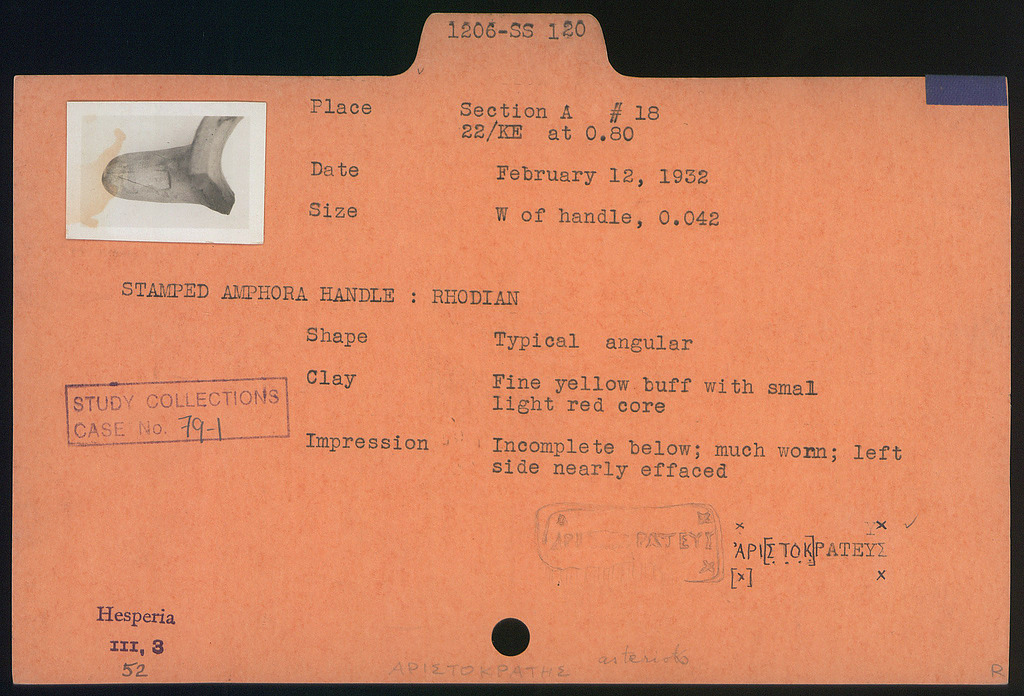 1206-SS 120
Place Section A # 18
22/KE at 0.80
Date February 12, 1932
Size W of handle, 0.042
STAMPED AMPHORA HANDLE : RHODIAN
Shape Typical angular
Clay Fine yellow buff with smal
light red core
STUDY COLLECTIONS
CASE No. 79-1
Impression Incomplete below; much worn; left
side nearly effaced
x x ✓
ἈΡΙ[ΣΤΟΚ]ΡΑΤΕΥΣ
[x] x
Hesperia
III, 3
52
ΑΡΙΣΤΟΚΡΑΤΗΣ asterisks
R